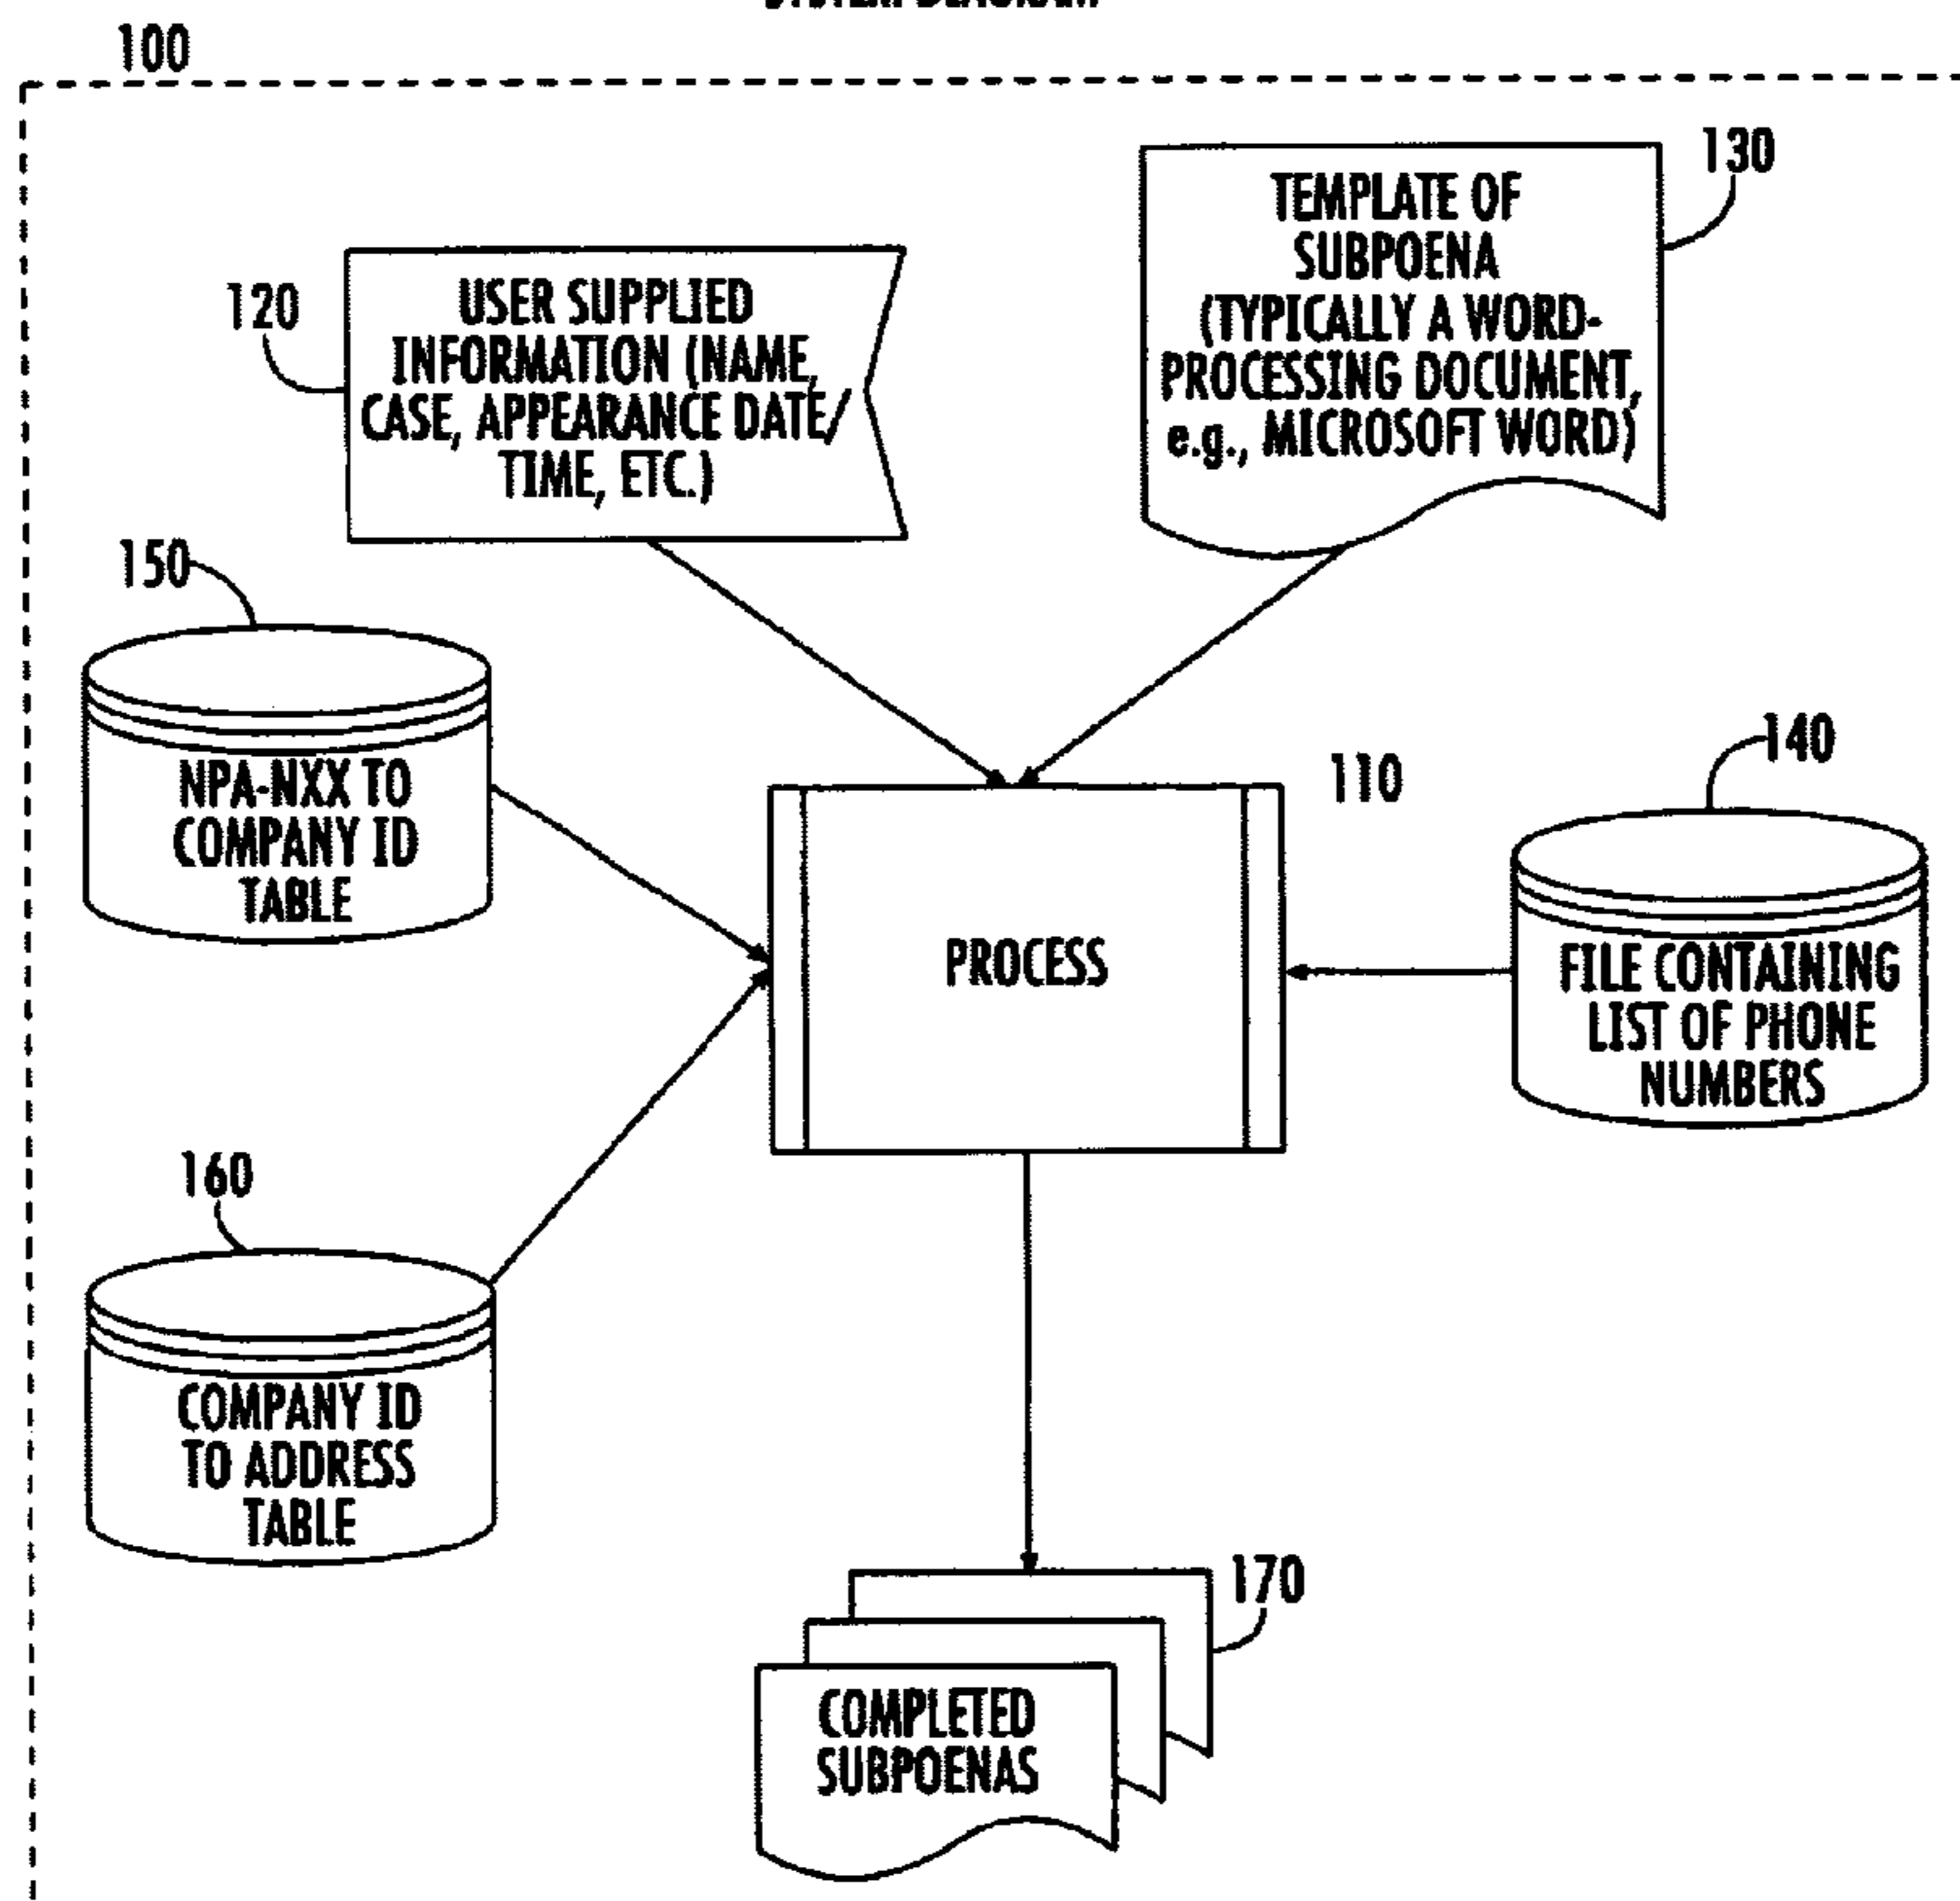 100
130
TEMPLATE OF
SUBPOENA
(TYPICALLY A WORD-
PROCESSING DOCUMENT,
e.g., MICROSOFT WORD)
120
USER SUPPLIED
INFORMATION (NAME,
CASE, APPEARANCE DATE/
TIME, ETC.)
150
NPA-NXX TO
COMPANY ID
TABLE
110
PROCESS
140
FILE CONTAINING
LIST OF PHONE
NUMBERS
160
COMPANY ID
TO ADDRESS
TABLE
170
COMPLETED
SUBPOENAS